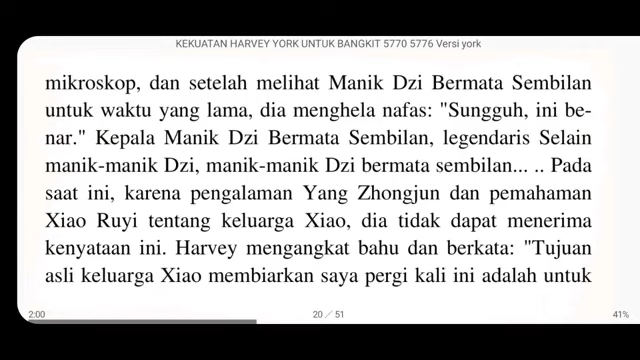 KEKUATAN HARVEY YORK UNTUK BANGKIT 5770 5776 Versi york
mikroskop, dan setelah melihat Manik Dzi Bermata Sembilan
untuk waktu yang lama, dia menghela nafas: "Sungguh, ini be-
nar." Kepala Manik Dzi Bermata Sembilan, legendaris Selain
manik-manik Dzi, manik-manik Dzi bermata sembilan... .. Pada
saat ini, karena pengalaman Yang Zhongjun dan pemahaman
Xiao Ruyi tentang keluarga Xiao, dia tidak dapat menerima
kenyataan ini. Harvey mengangkat bahu dan berkata: "Tujuan
asli keluarga Xiao membiarkan saya pergi kali ini adalah untuk
2:00 20 / 51 41%